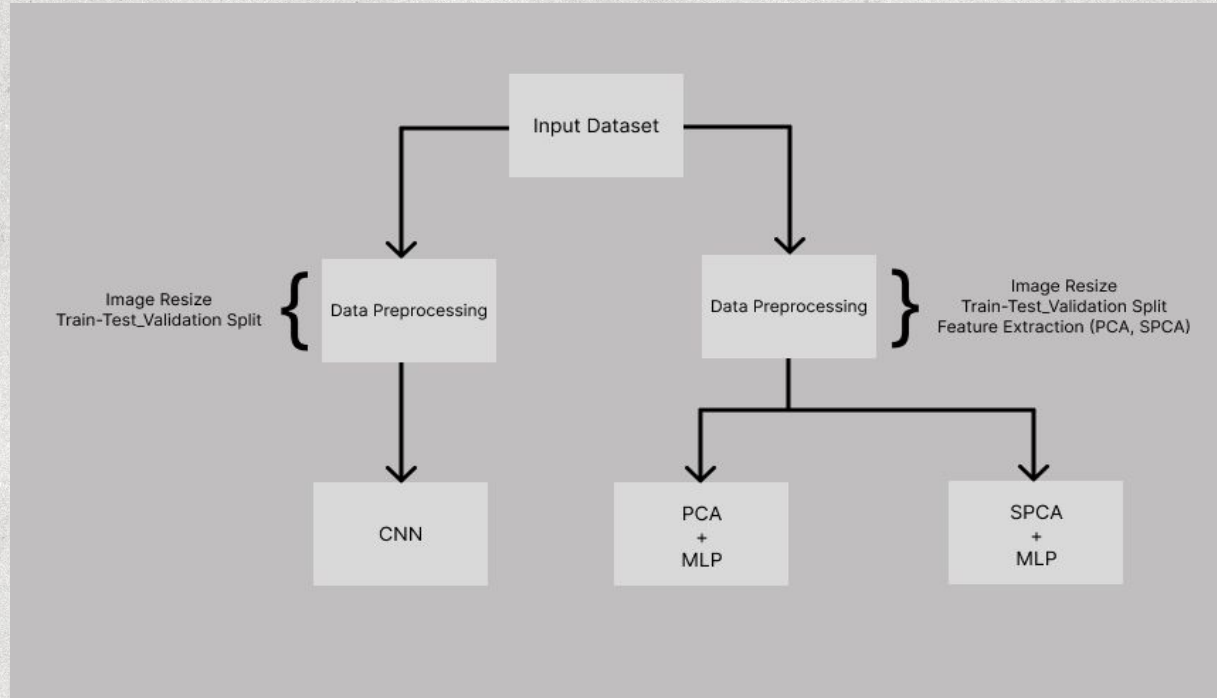 Input Dataset
Image Resize
Train-Test_Validation Split
Data Preprocessing
Data Preprocessing
Image Resize
Train-Test_Validation Split
Feature Extraction (PCA, SPCA)
CNN
PCA
+
MLP
SPCA
+
MLP